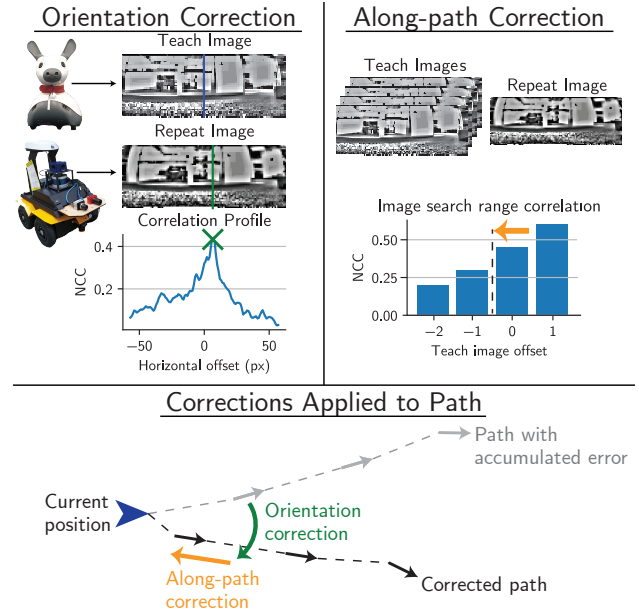 Orientation Correction
Teach Image
Repeat Image
Correlation Profile
NCC
0.4
0.2
−50
0
50
Horizontal offset (px)
Along-path Correction
Teach Images
Repeat Image
Image search range correlation
NCC
0.50
0.25
0.00
−2
−1
0
1
Teach image offset
Corrections Applied to Path
Path with
accumulated error
Current
position
Orientation
correction
Along-path
correction
Corrected path